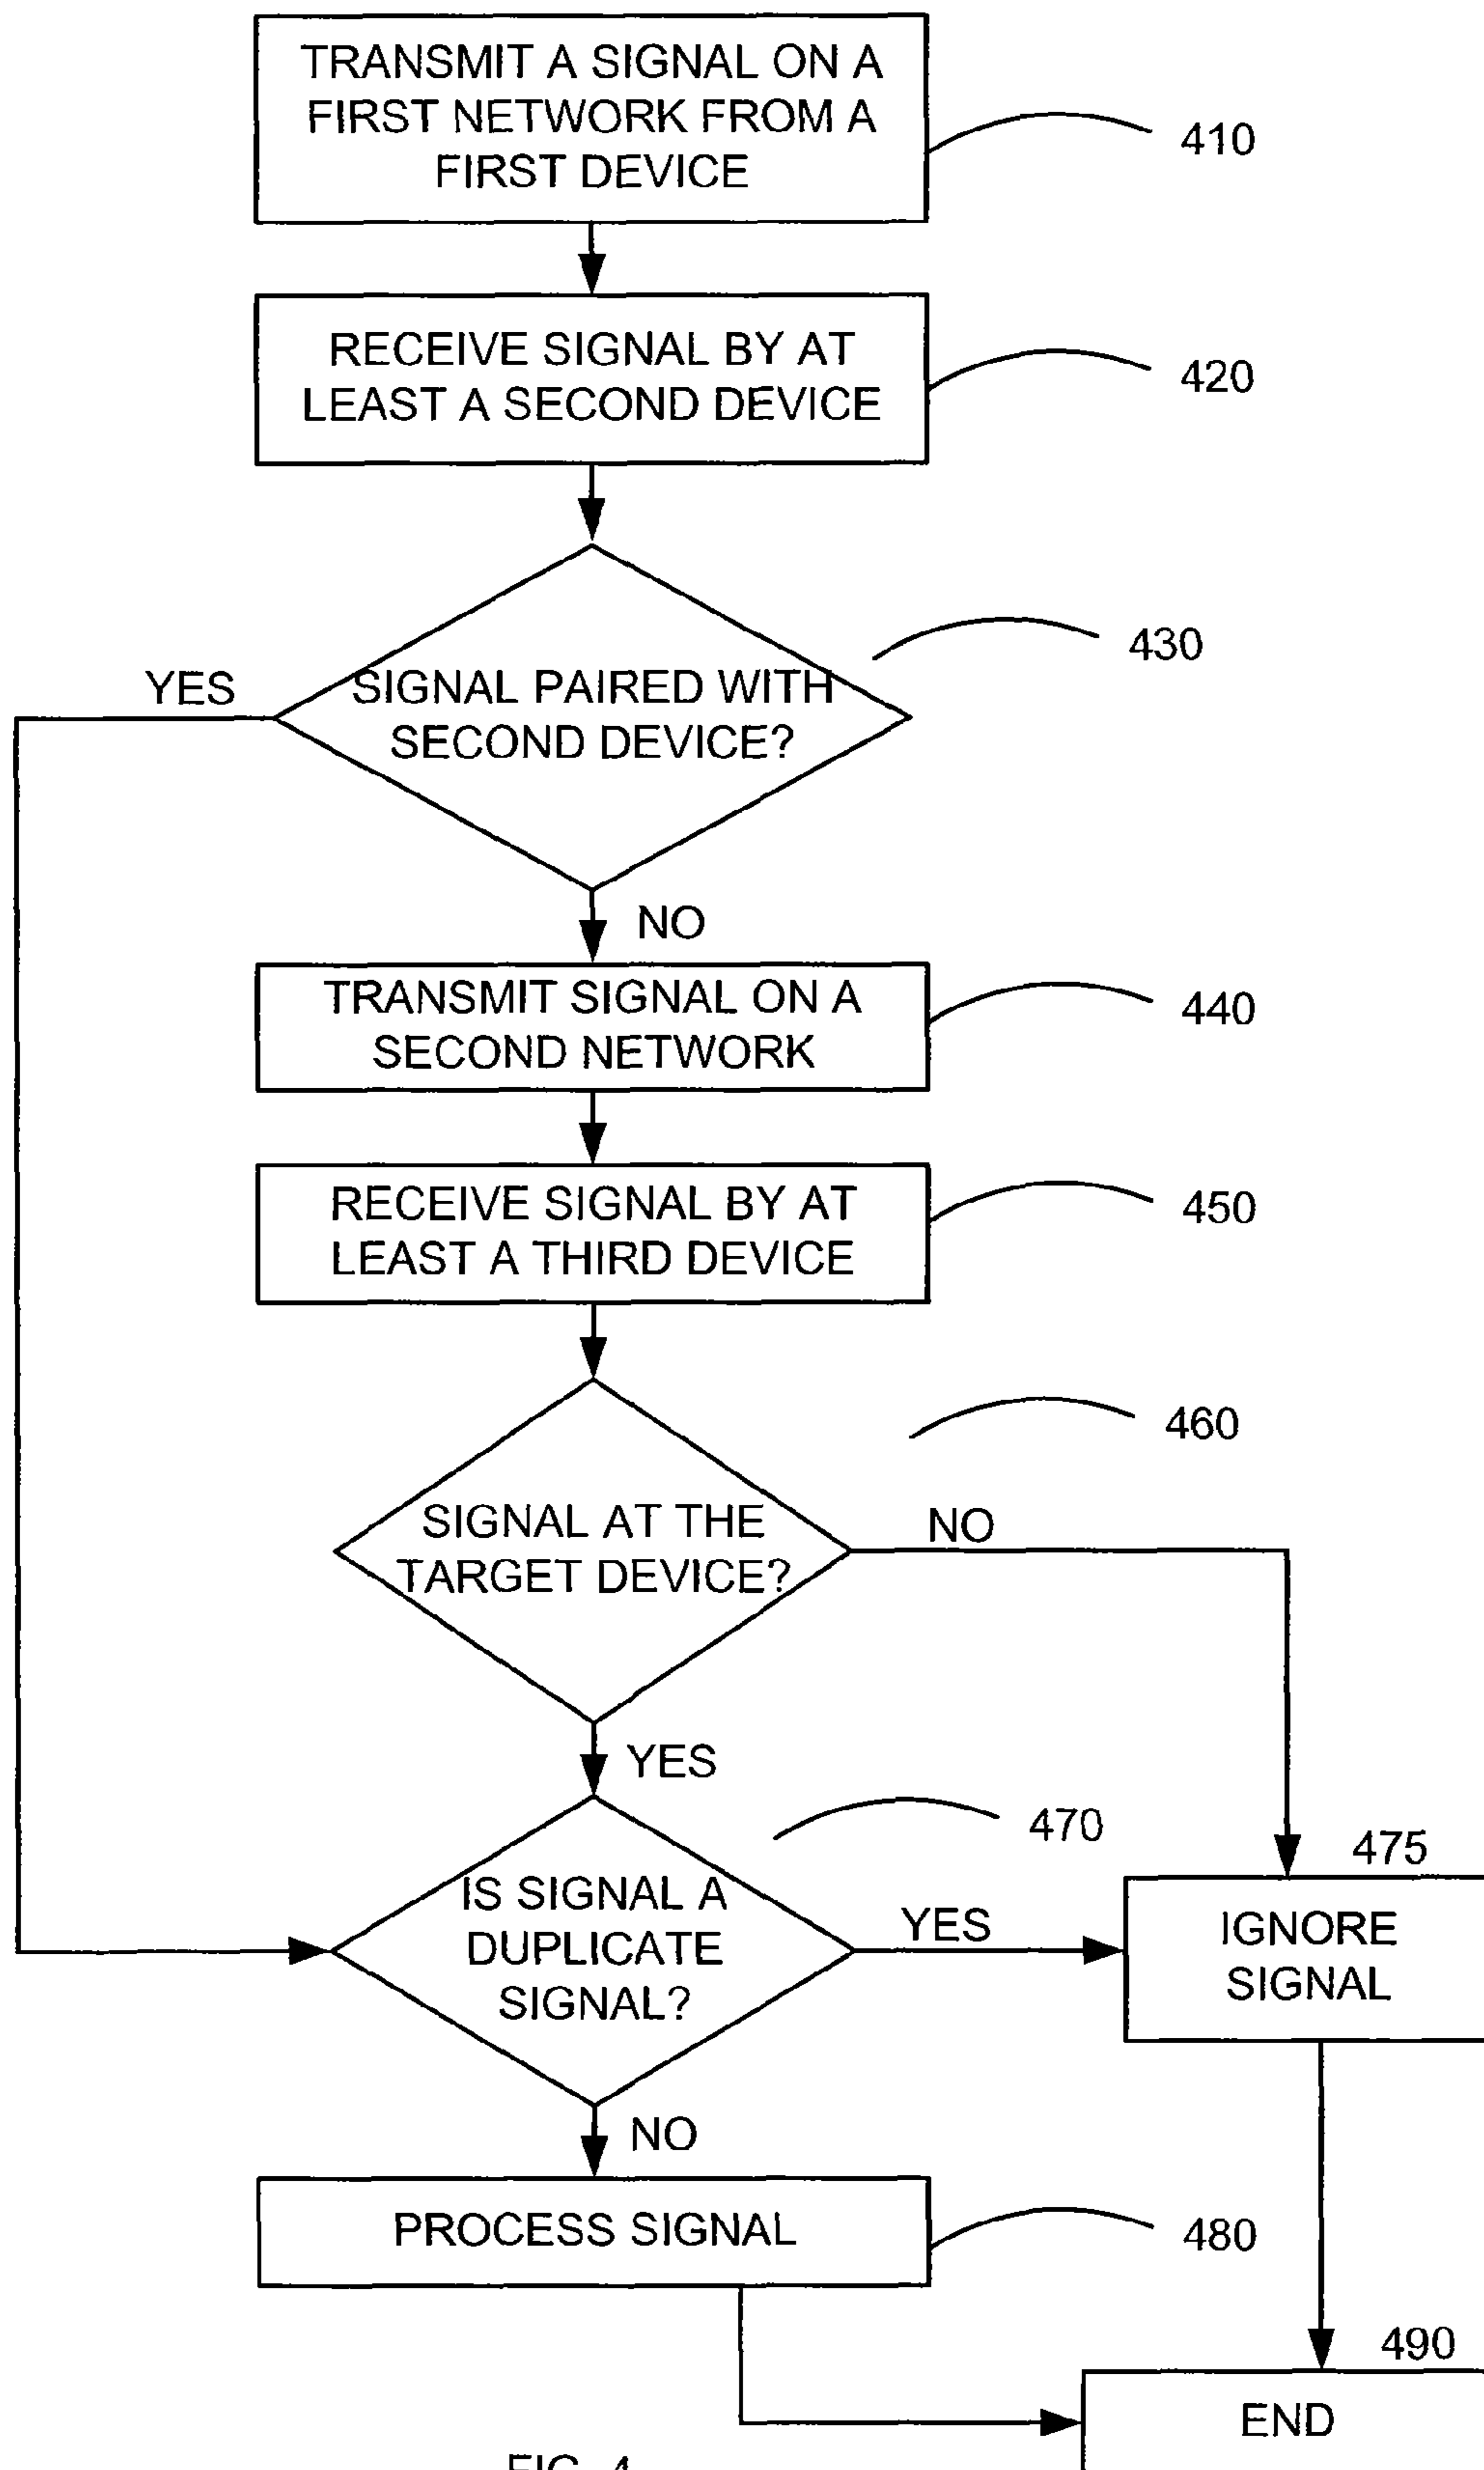 TRANSMIT A SIGNAL ON A
FIRST NETWORK FROM A
FIRST DEVICE
410
RECEIVE SIGNAL BY AT
LEAST A SECOND DEVICE
420
430
YES
SIGNAL PAIRED WITH
SECOND DEVICE?
NO
TRANSMIT SIGNAL ON A
SECOND NETWORK
440
RECEIVE SIGNAL BY AT
LEAST A THIRD DEVICE
450
460
SIGNAL AT THE
TARGET DEVICE?
NO
YES
470
475
IS SIGNAL A
DUPLICATE
SIGNAL?
YES
IGNORE
SIGNAL
NO
PROCESS SIGNAL
480
490
END
FIG. 4